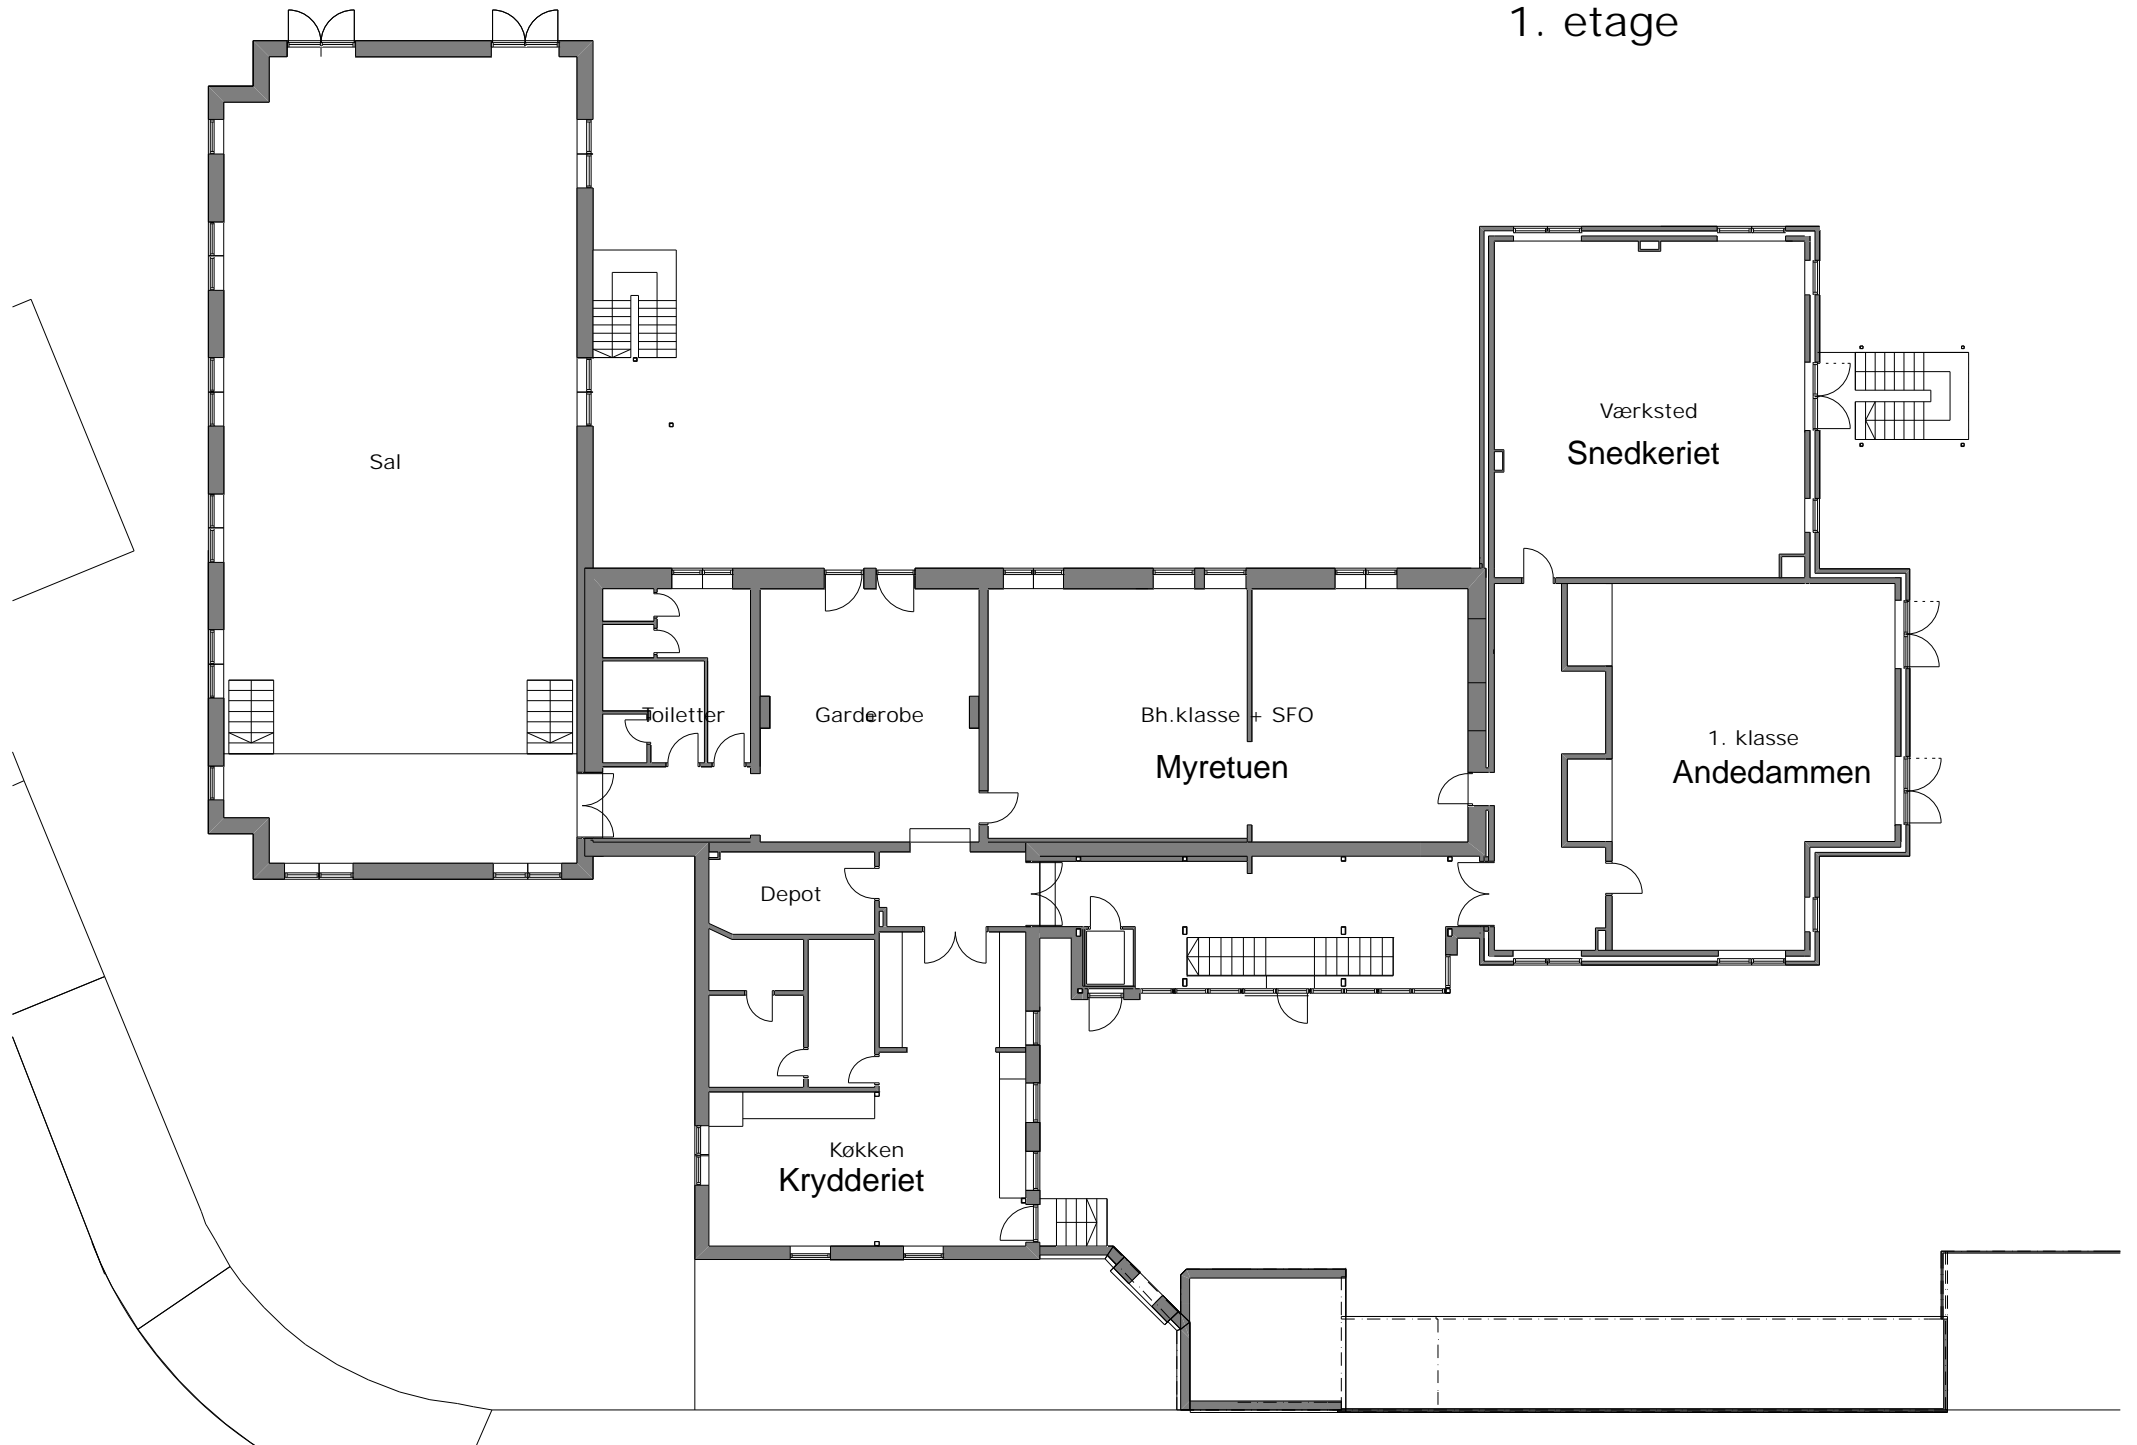 1. etage
Værksted
Snedkeriet
Sal
Toiletter
Garderobe
Bh.klasse + SFO
Myretuen
1. klasse
Andedammen
Depot
Køkken
Krydderiet